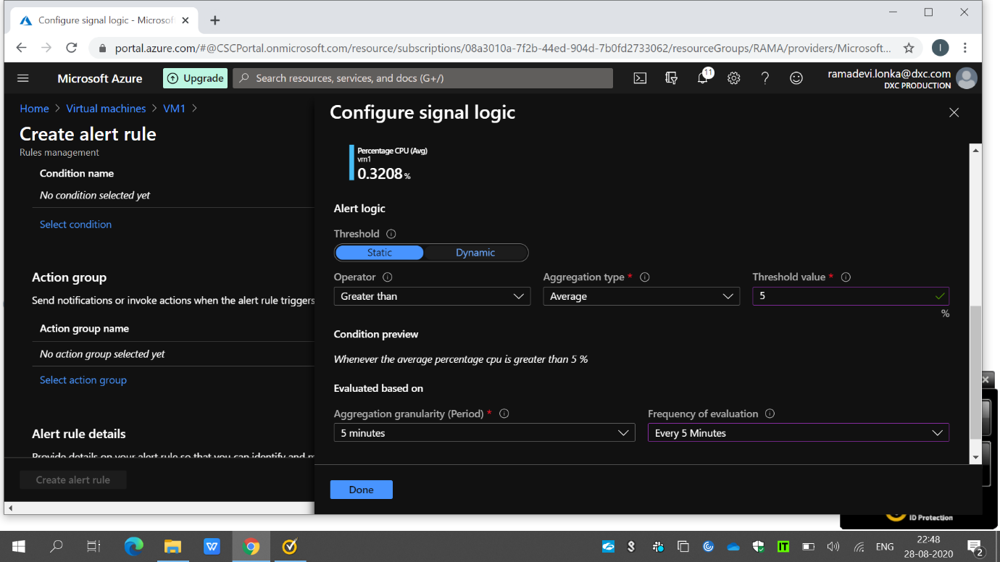 Configure signal logic - Microsof
portal.azure.com/#@CSCPortal.onmicrosoft.com/resource/subscriptions/08a3010a-7f2b-44ed-904d-7b0fd2733062/resourceGroups/RAMA/providers/Microsoft...
I
Microsoft Azure
Upgrade
Search resources, services, and docs (G+/)
11
ramadevi.lonka@dxc.com
DXC PRODUCTION
Home > Virtual machines > VM1 >
Create alert rule
Rules management
Condition name
No condition selected yet
Select condition
Action group
Send notifications or invoke actions when the alert rule triggers
Action group name
No action group selected yet
Select action group
Alert rule details
Provide details on your alert rule so that you can identify and m
Create alert rule
Configure signal logic
Percentage CPU (Avg)
vm1
0.3208 %
Alert logic
Threshold
Static Dynamic
Operator Aggregation type * Threshold value *
Greater than Average 5
%
Condition preview
Whenever the average percentage cpu is greater than 5 %
Evaluated based on
Aggregation granularity (Period) * Frequency of evaluation
5 minutes Every 5 Minutes
Done
ID Protection
ENG
22:48
28-08-2020
2